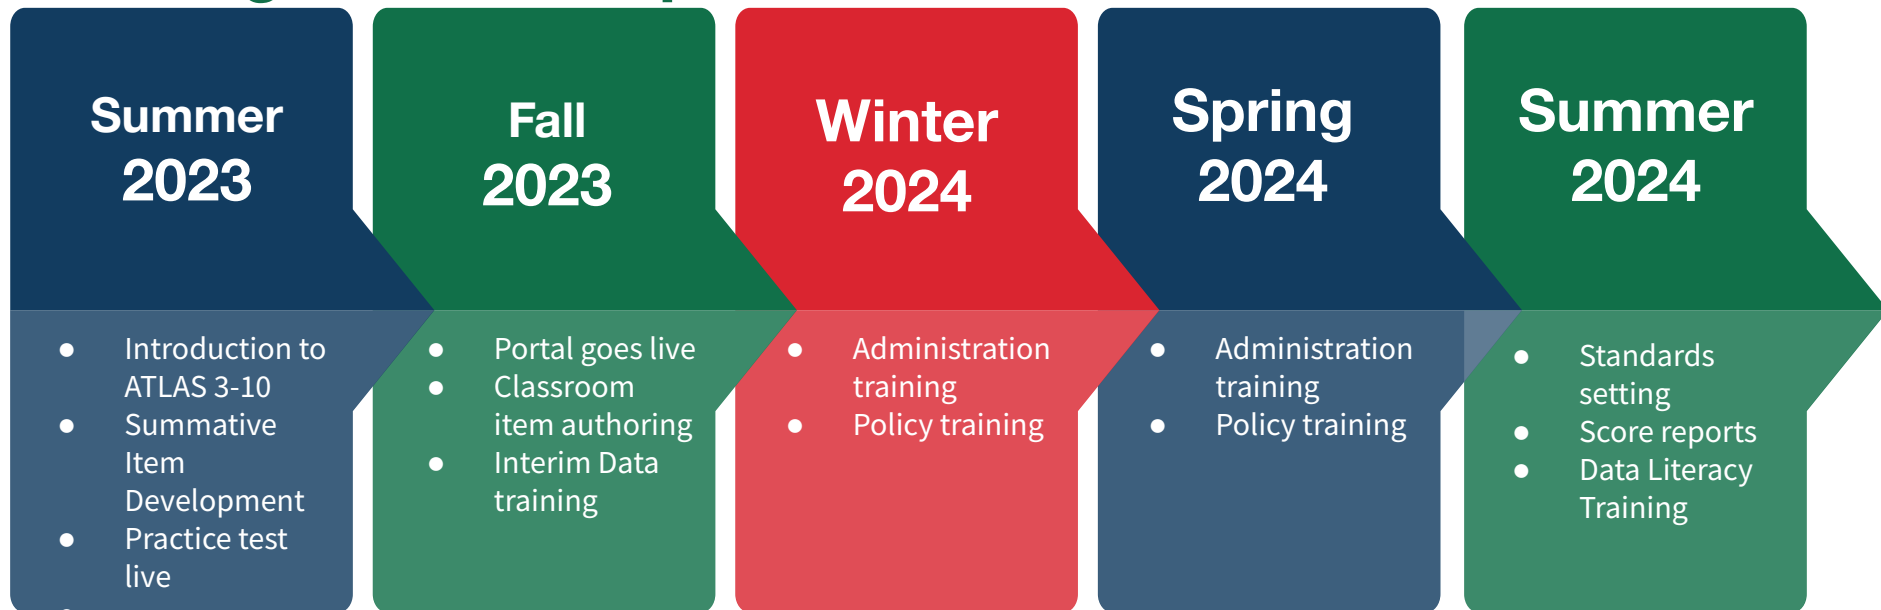 Summer
2023
Fall
2023
Winter
2024
Spring
2024
Summer
2024
● Introduction to
ATLAS 3-10
● Summative
Item
Development
● Practice test
live
● Portal goes live
● Classroom
item authoring
● Interim Data
training
● Administration
training
● Policy training
● Administration
training
● Policy training
● Standards
setting
● Score reports
● Data Literacy
Training